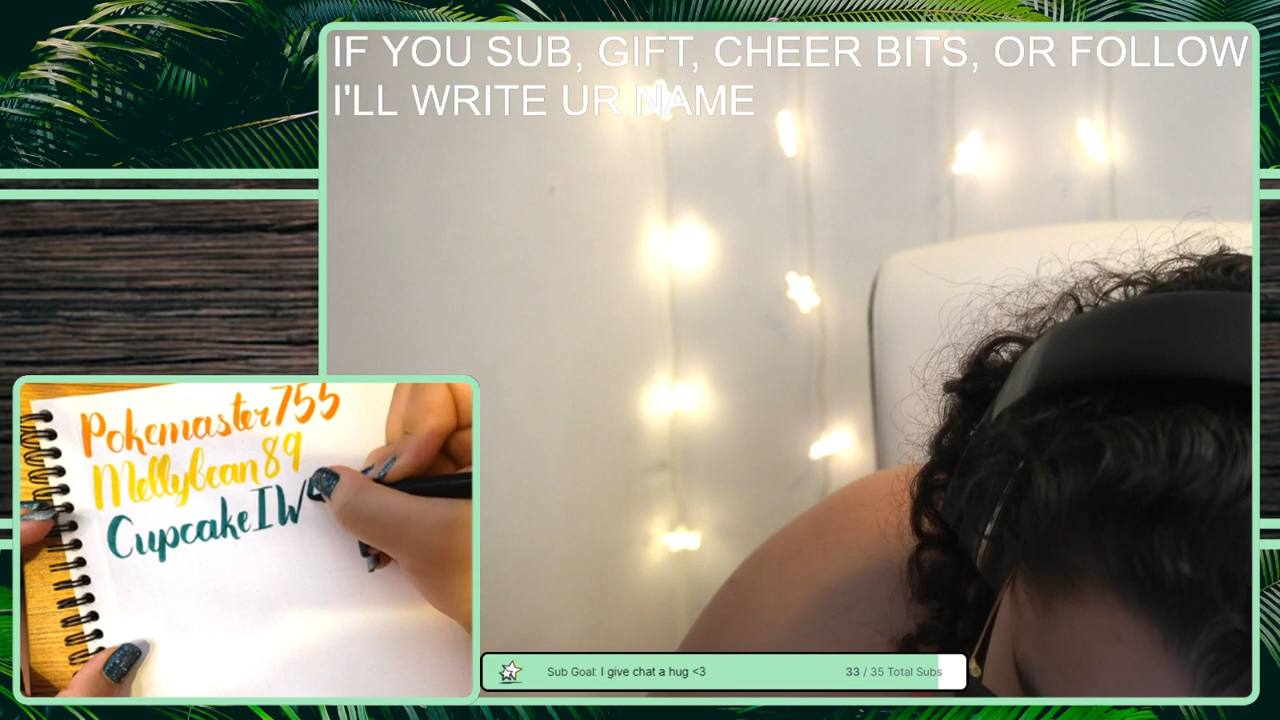 IF YOU SUB, GIFT, CHEER BITS, OR FOLLOW
I'LL WRITE UR NAME
Pokemaster755
Mellybean89
CupcakeIW
Sub Goal: I give chat a hug <3 33 / 35 Total Subs